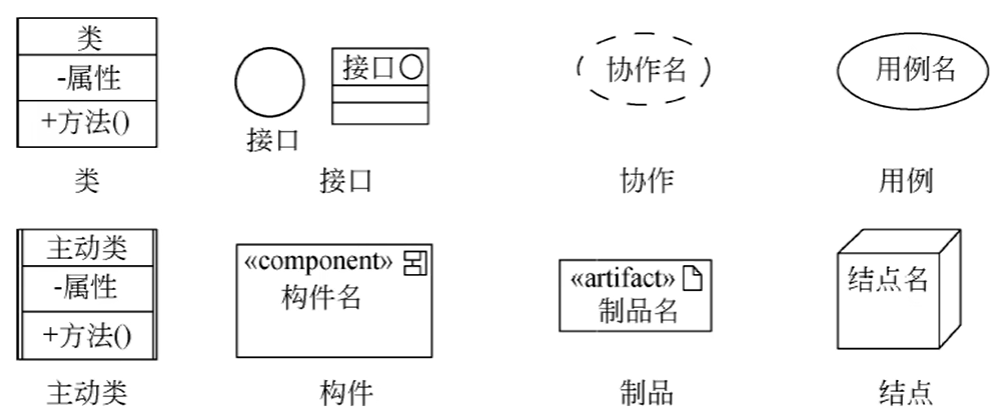 类
-属性
+方法()
类
接口
接口
接口
协作名
协作
用例名
用例
主动类
-属性
+方法()
主动类
«component»
构件名
构件
«artifact»
制品名
制品
结点名
结点